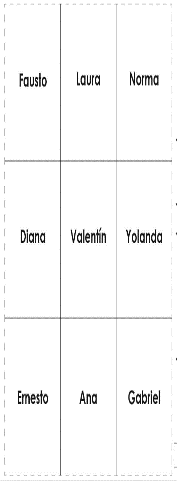 Fausto Laura Norma
Diana Valentín Yolanda
Ernesto Ana Gabriel